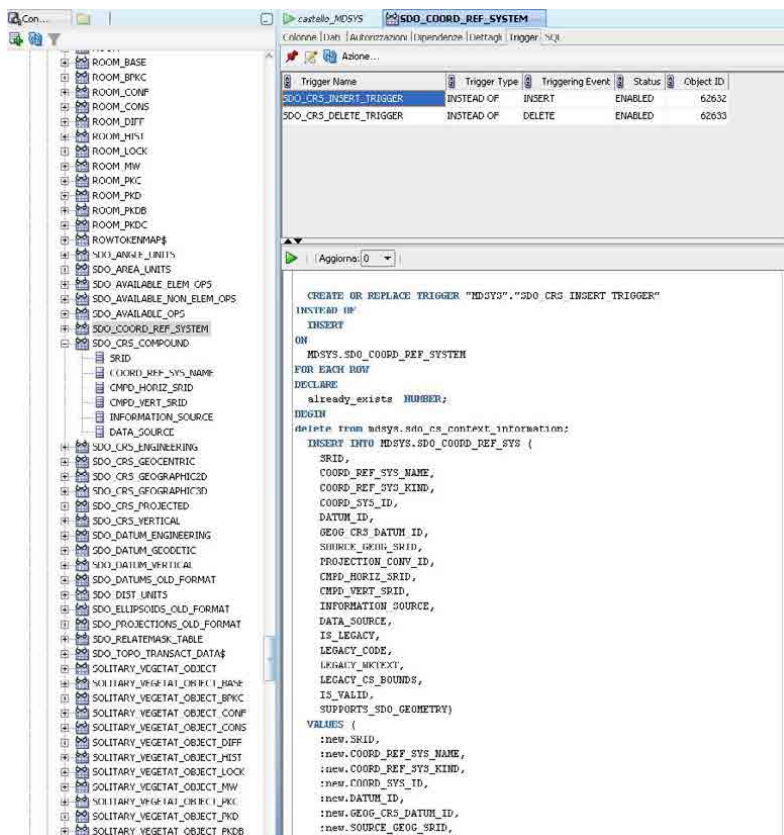 Con...
castello_MDSYS
SDO_COORD_REF_SYSTEM
Colonne |Dati |Autorizzazioni |Dipendenze |Dettagli |Trigger |SQL
Azione...
Trigger Name Trigger Type Triggering Event Status Object ID
SDO_CRS_INSERT_TRIGGER INSTEAD OF INSERT ENABLED 62632
SDO_CRS_DELETE_TRIGGER INSTEAD OF DELETE ENABLED 62633
ROOM_BASE
ROOM_BPKC
ROOM_CONF
ROOM_CONS
ROOM_DIFF
ROOM_HIST
ROOM_LOCK
ROOM_MW
ROOM_PKC
ROOM_PKD
ROOM_PKDB
ROOM_PKDC
ROWTOKENMAP$
SDO_ANGLE_UNITS
SDO_AREA_UNITS
SDO_AVAILABLE_ELEM_OPS
SDO_AVAILABLE_NON_ELEM_OPS
SDO_AVAILABLE_OPS
SDO_COORD_REF_SYSTEM
SDO_CRS_COMPOUND
SRID
COORD_REF_SYS_NAME
CMPD_HORIZ_SRID
CMPD_VERT_SRID
INFORMATION_SOURCE
DATA_SOURCE
SDO_CRS_ENGINEERING
SDO_CRS_GEOCENTRIC
SDO_CRS_GEOGRAPHIC2D
SDO_CRS_GEOGRAPHIC3D
SDO_CRS_PROJECTED
SDO_CRS_VERTICAL
SDO_DATUM_ENGINEERING
SDO_DATUM_GEODETIC
SDO_DATUM_VERTICAL
SDO_DATUMS_OLD_FORMAT
SDO_DIST_UNITS
SDO_ELLIPSOIDS_OLD_FORMAT
SDO_PROJECTIONS_OLD_FORMAT
SDO_RELATEMASK_TABLE
SDO_TOPO_TRANSACT_DATA$
SOLITARY_VEGETAT_OBJECT
SOLITARY_VEGETAT_OBJECT_BASE
SOLITARY_VEGETAT_OBJECT_BPKC
SOLITARY_VEGETAT_OBJECT_CONF
SOLITARY_VEGETAT_OBJECT_CONS
SOLITARY_VEGETAT_OBJECT_DIFF
SOLITARY_VEGETAT_OBJECT_HIST
SOLITARY_VEGETAT_OBJECT_LOCK
SOLITARY_VEGETAT_OBJECT_MW
SOLITARY_VEGETAT_OBJECT_PKC
SOLITARY_VEGETAT_OBJECT_PKD
SOLITARY_VEGETAT_OBJECT_PKDB
Aggiorna: 0
CREATE OR REPLACE TRIGGER "MDSYS"."SDO_CRS_INSERT_TRIGGER"
INSTEAD OF
INSERT
ON
MDSYS.SDO_COORD_REF_SYSTEM
FOR EACH ROW
DECLARE
already_exists NUMBER;
BEGIN
delete from mdsys.sdo_cs_context_information;
INSERT INTO MDSYS.SDO_COORD_REF_SYS (
SRID,
COORD_REF_SYS_NAME,
COORD_REF_SYS_KIND,
COORD_SYS_ID,
DATUM_ID,
GEOG_CRS_DATUM_ID,
SOURCE_GEOG_SRID,
PROJECTION_CONV_ID,
CMPD_HORIZ_SRID,
CMPD_VERT_SRID,
INFORMATION_SOURCE,
DATA_SOURCE,
IS_LEGACY,
LEGACY_CODE,
LEGACY_WKTEXT,
LEGACY_CS_BOUNDS,
IS_VALID,
SUPPORTS_SDO_GEOMETRY)
VALUES (
:new.SRID,
:new.COORD_REF_SYS_NAME,
:new.COORD_REF_SYS_KIND,
:new.COORD_SYS_ID,
:new.DATUM_ID,
:new.GEOG_CRS_DATUM_ID,
:new.SOURCE_GEOG_SRID,